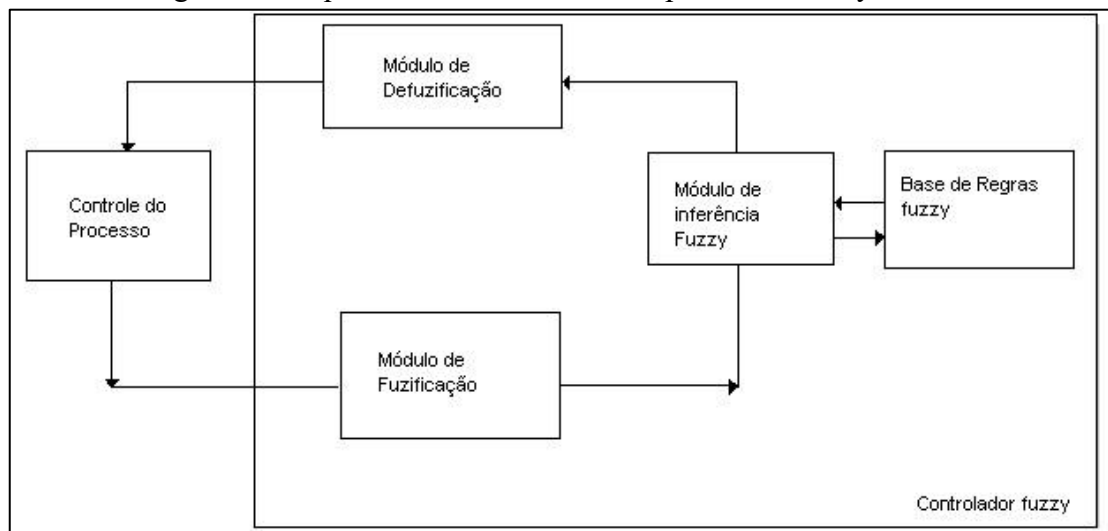 Módulo de
Defuzificação
Controle do
Processo
Módulo de
inferência
Fuzzy
Base de Regras
fuzzy
Módulo de
Fuzificação
Controlador fuzzy